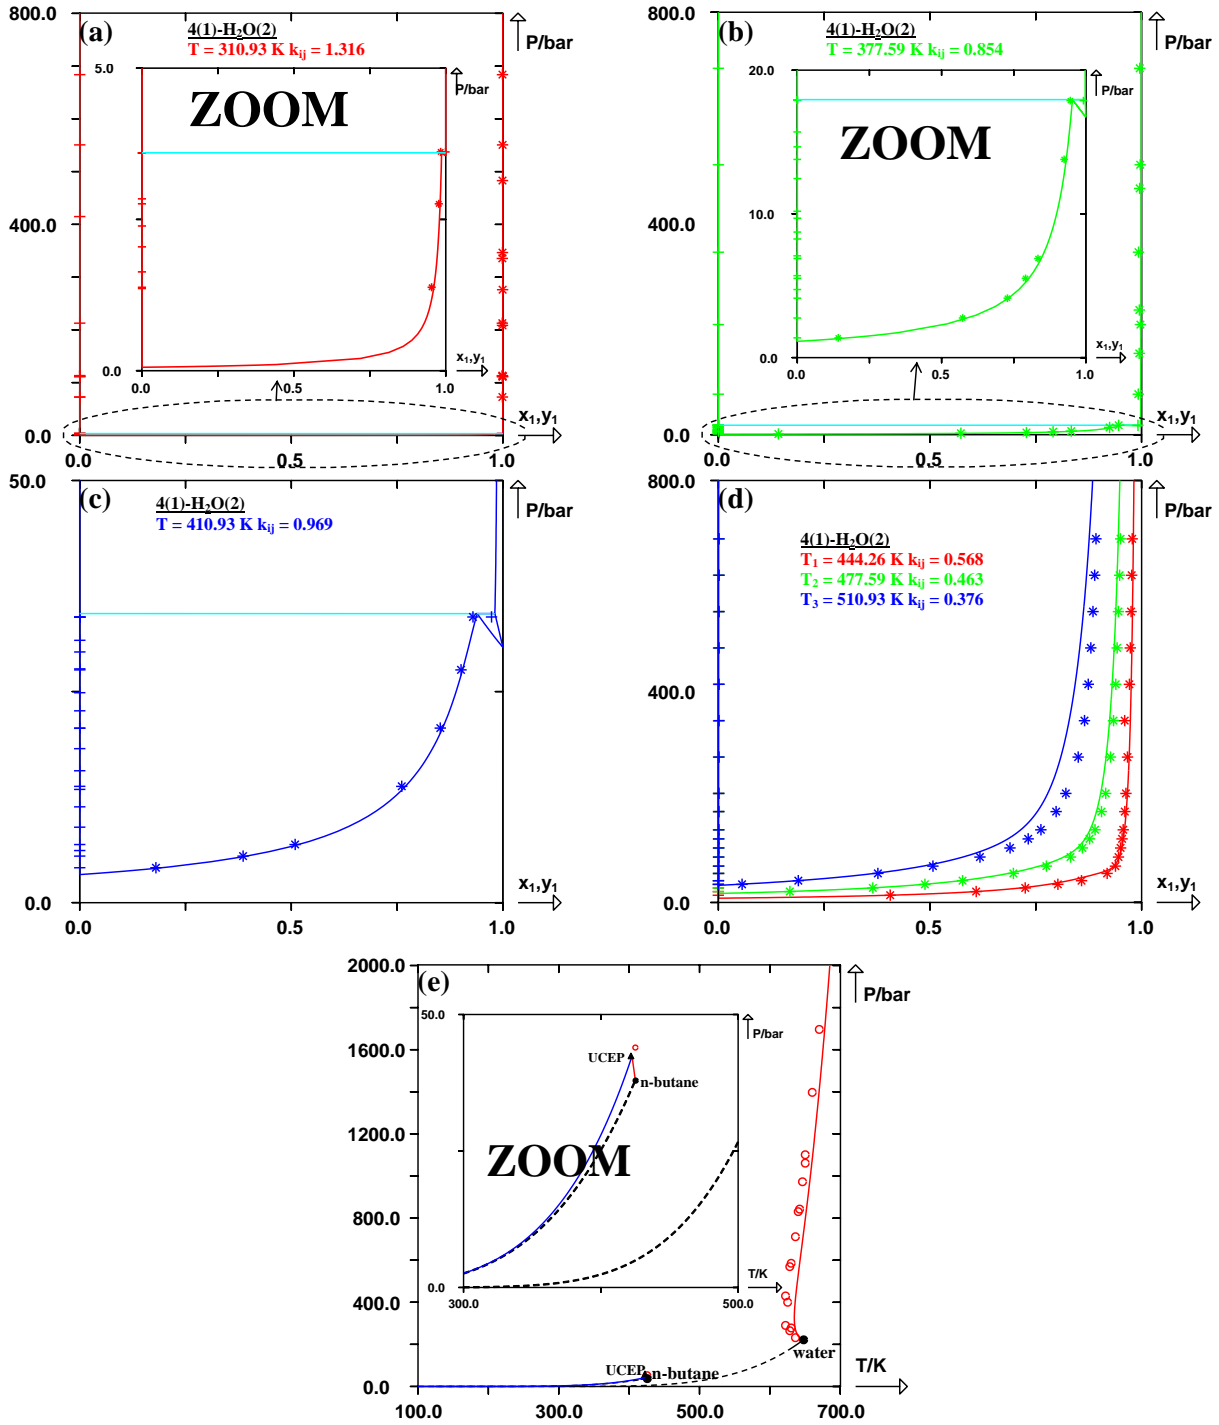 (a)
800.0
4(1)-H2O(2)
T = 310.93 K kij = 1.316
P/bar
5.0
P/bar
ZOOM
400.0
0.0
x1,y1
0.0
0.5
1.0
x1,y1
0.0
0.0
0.5
1.0
(b)
800.0
4(1)-H2O(2)
T = 377.59 K kij = 0.854
P/bar
20.0
P/bar
ZOOM
10.0
400.0
0.0
x1,y1
0.0
0.5
1.0
x1,y1
0.0
0.0
0.5
1.0
50.0
(c)
4(1)-H2O(2)
T = 410.93 K kij = 0.969
P/bar
x1,y1
0.0
0.0
0.5
1.0
800.0
(d)
P/bar
4(1)-H2O(2)
T1 = 444.26 K kij = 0.568
T2 = 477.59 K kij = 0.463
T3 = 510.93 K kij = 0.376
400.0
x1,y1
0.0
0.0
0.5
1.0
2000.0
(e)
P/bar
50.0
P/bar
UCEP
n-butane
ZOOM
T/K
0.0
300.0
500.0
1600.0
1200.0
800.0
400.0
water
UCEP
n-butane
T/K
0.0
100.0
300.0
500.0
700.0